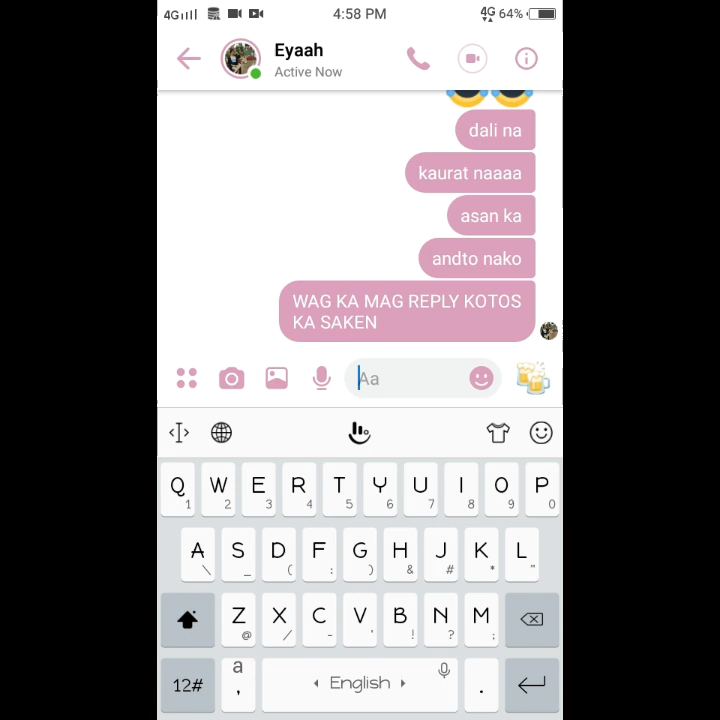 4G 4:58 PM 4G 64%
Eyaah
Active Now
dali na
kaurat naaaa
asan ka
andto nako
WAG KA MAG REPLY KOTOS
KA SAKEN
Aa
Q W E R T Y U I O P
1 2 3 4 5 6 7 8 9 0
A S D F G H J K L
\ _ ( : ) & # * "
Z X C V B N M
@ / - ' ! ? ;
12# a , English .